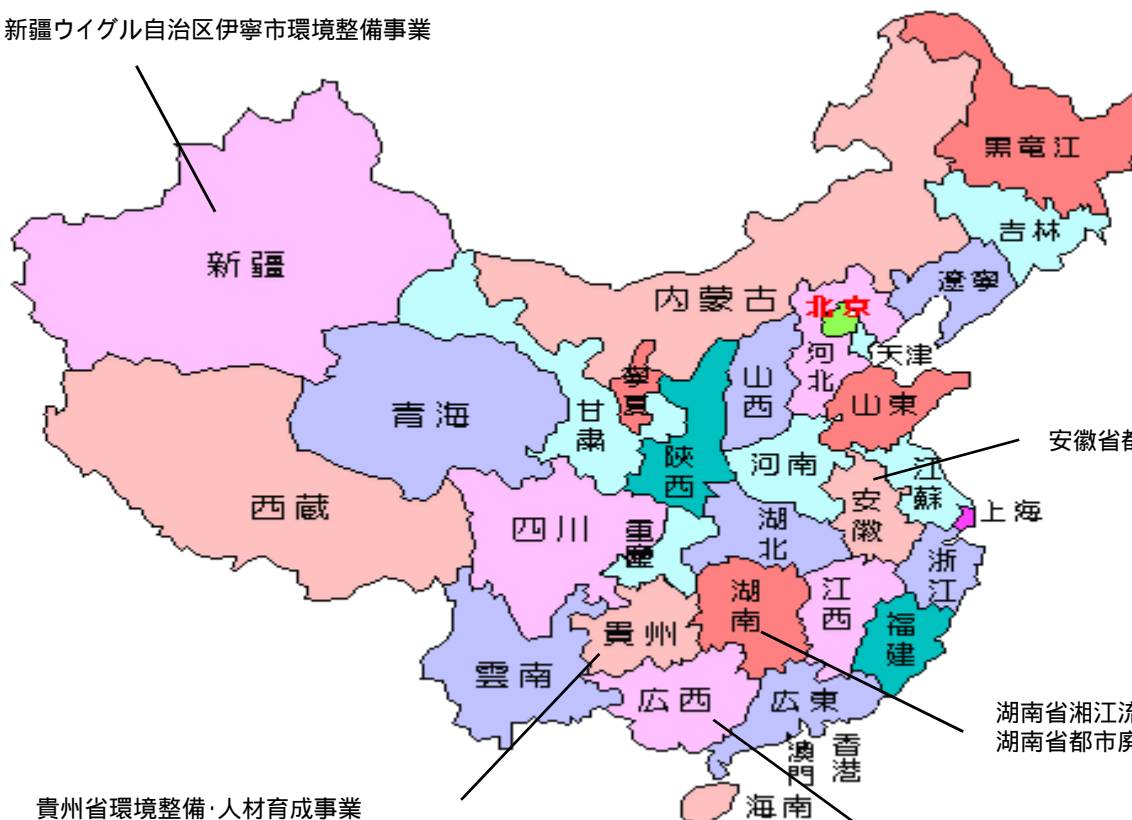 新疆ウイグル自治区伊寧市環境整備事業
黒竜江
吉林
遼寧
新疆
内蒙古
北京
天津
河北
山西
寧夏
山東
青海
甘粛
陝西
河南
江蘇
安徽省都
安徽
上海
西蔵
四川
重慶
湖北
浙江
湖南
江西
福建
貴州
雲南
広西
広東
湖南省湘江流
湖南省都市廃
香港
澳門
海南
貴州省環境整備・人材育成事業